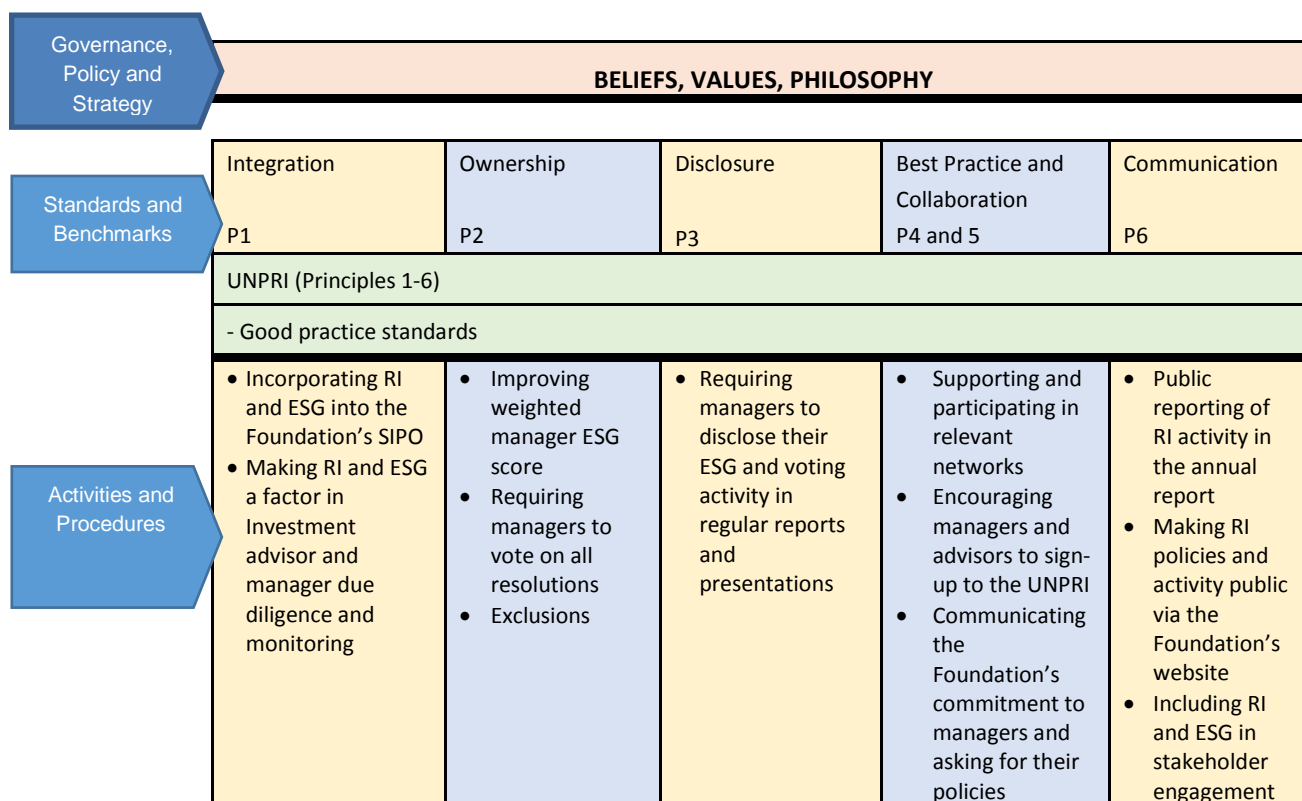 Governance,
Policy and
Strategy
BELIEFS, VALUES, PHILOSOPHY
Standards and
Benchmarks
Integration
P1
Ownership
P2
Disclosure
P3
Best Practice and
Collaboration
P4 and 5
Communication
P6
UNPRI (Principles 1-6)
- Good practice standards
Activities and
Procedures
• Incorporating RI
and ESG into the
Foundation’s SIPO
• Making RI and ESG
a factor in
Investment
advisor and
manager due
diligence and
monitoring
• Improving
weighted
manager ESG
score
• Requiring
managers to
vote on all
resolutions
• Exclusions
• Requiring
managers to
disclose their
ESG and voting
activity in
regular reports
and
presentations
• Supporting and
participating in
relevant
networks
• Encouraging
managers and
advisors to sign-
up to the UNPRI
• Communicating
the
Foundation’s
commitment to
managers and
asking for their
policies
• Public
reporting of
RI activity in
the annual
report
• Making RI
policies and
activity public
via the
Foundation’s
website
• Including RI
and ESG in
stakeholder
engagement